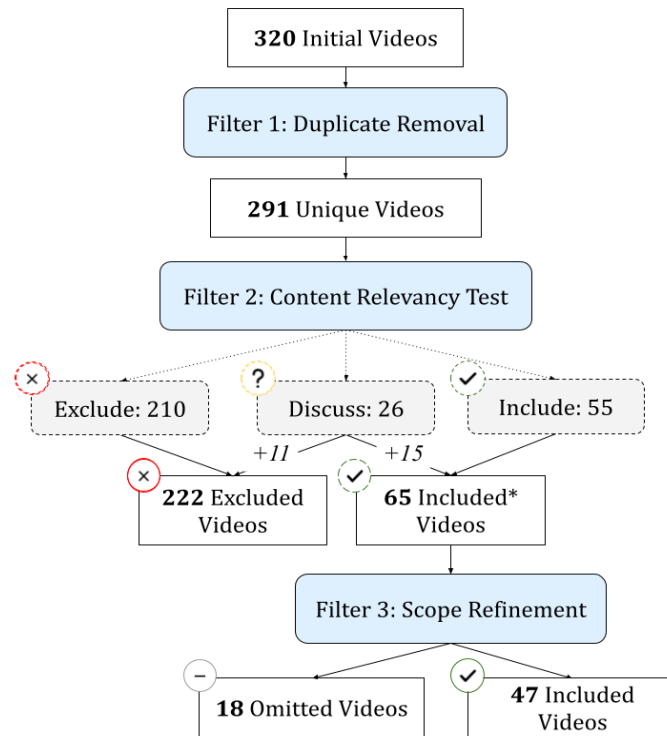 320 Initial Videos
Filter 1: Duplicate Removal
291 Unique Videos
Filter 2: Content Relevancy Test
?
Exclude: 210
Discuss: 26
Include: 55
+11
+15
222 Excluded
Videos
65 Included*
Videos
Filter 3: Scope Refinement
18 Omitted Videos
47 Included
Videos